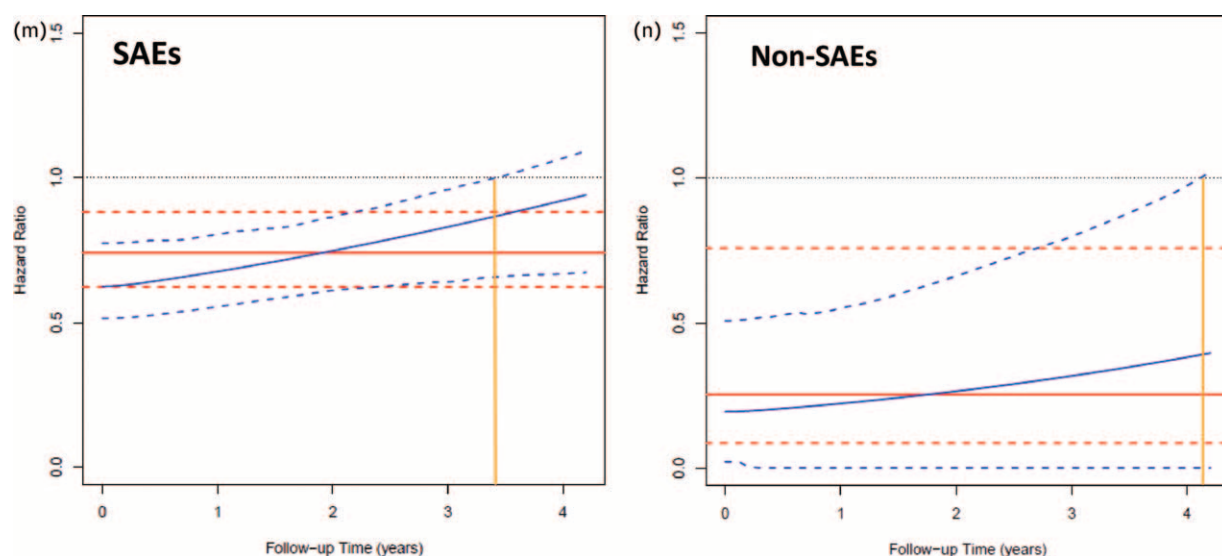 (m)
SAEs
Hazard Ratio
1.5
1.0
0.5
0.0
0 1 2 3 4
Follow-up Time (years)
(n)
Non-SAEs
Hazard Ratio
1.5
1.0
0.5
0.0
0 1 2 3 4
Follow-up Time (years)